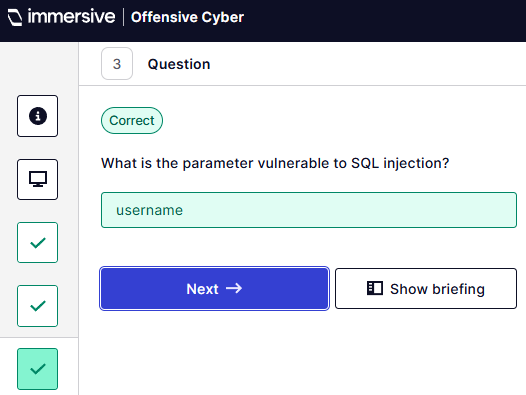 immersive | Offensive Cyber
3 Question
Correct
What is the parameter vulnerable to SQL injection?
username
Next →
Show briefing